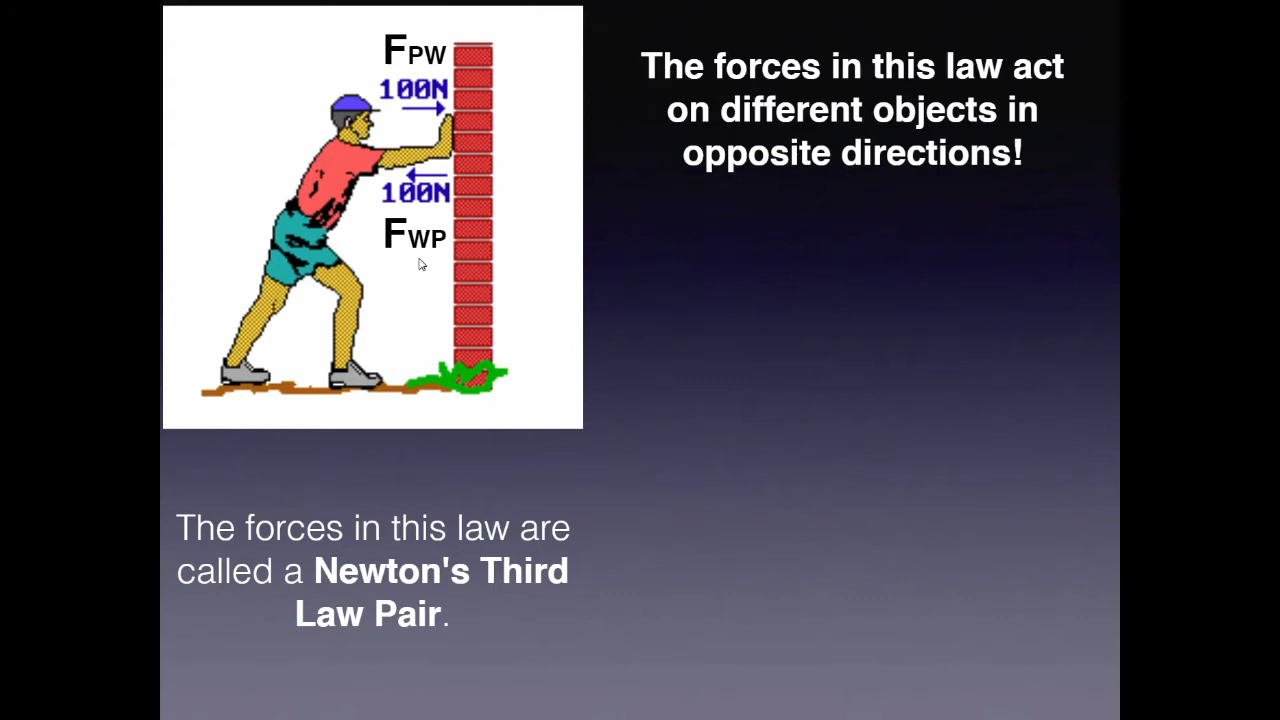 FPW
100N
100N
FWP
The forces in this law act
on different objects in
opposite directions!
The forces in this law are
called a Newton's Third
Law Pair.